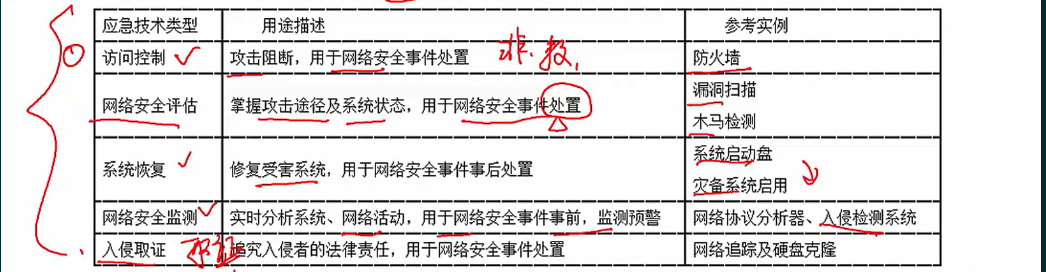 应急技术类型 用途描述 参考实例
访问控制 攻击阻断，用于网络安全事件处置 防火墙
网络安全评估 掌握攻击途径及系统状态，用于网络安全事件处置 漏洞扫描
木马检测
系统恢复 修复受害系统，用于网络安全事件事后处置 系统启动盘
灾备系统启用
网络安全监测 实时分析系统、网络活动，用于网络安全事件事前，监测预警 网络协议分析器、入侵检测系统
入侵取证 追究入侵者的法律责任，用于网络安全事件处置 网络追踪及硬盘克隆